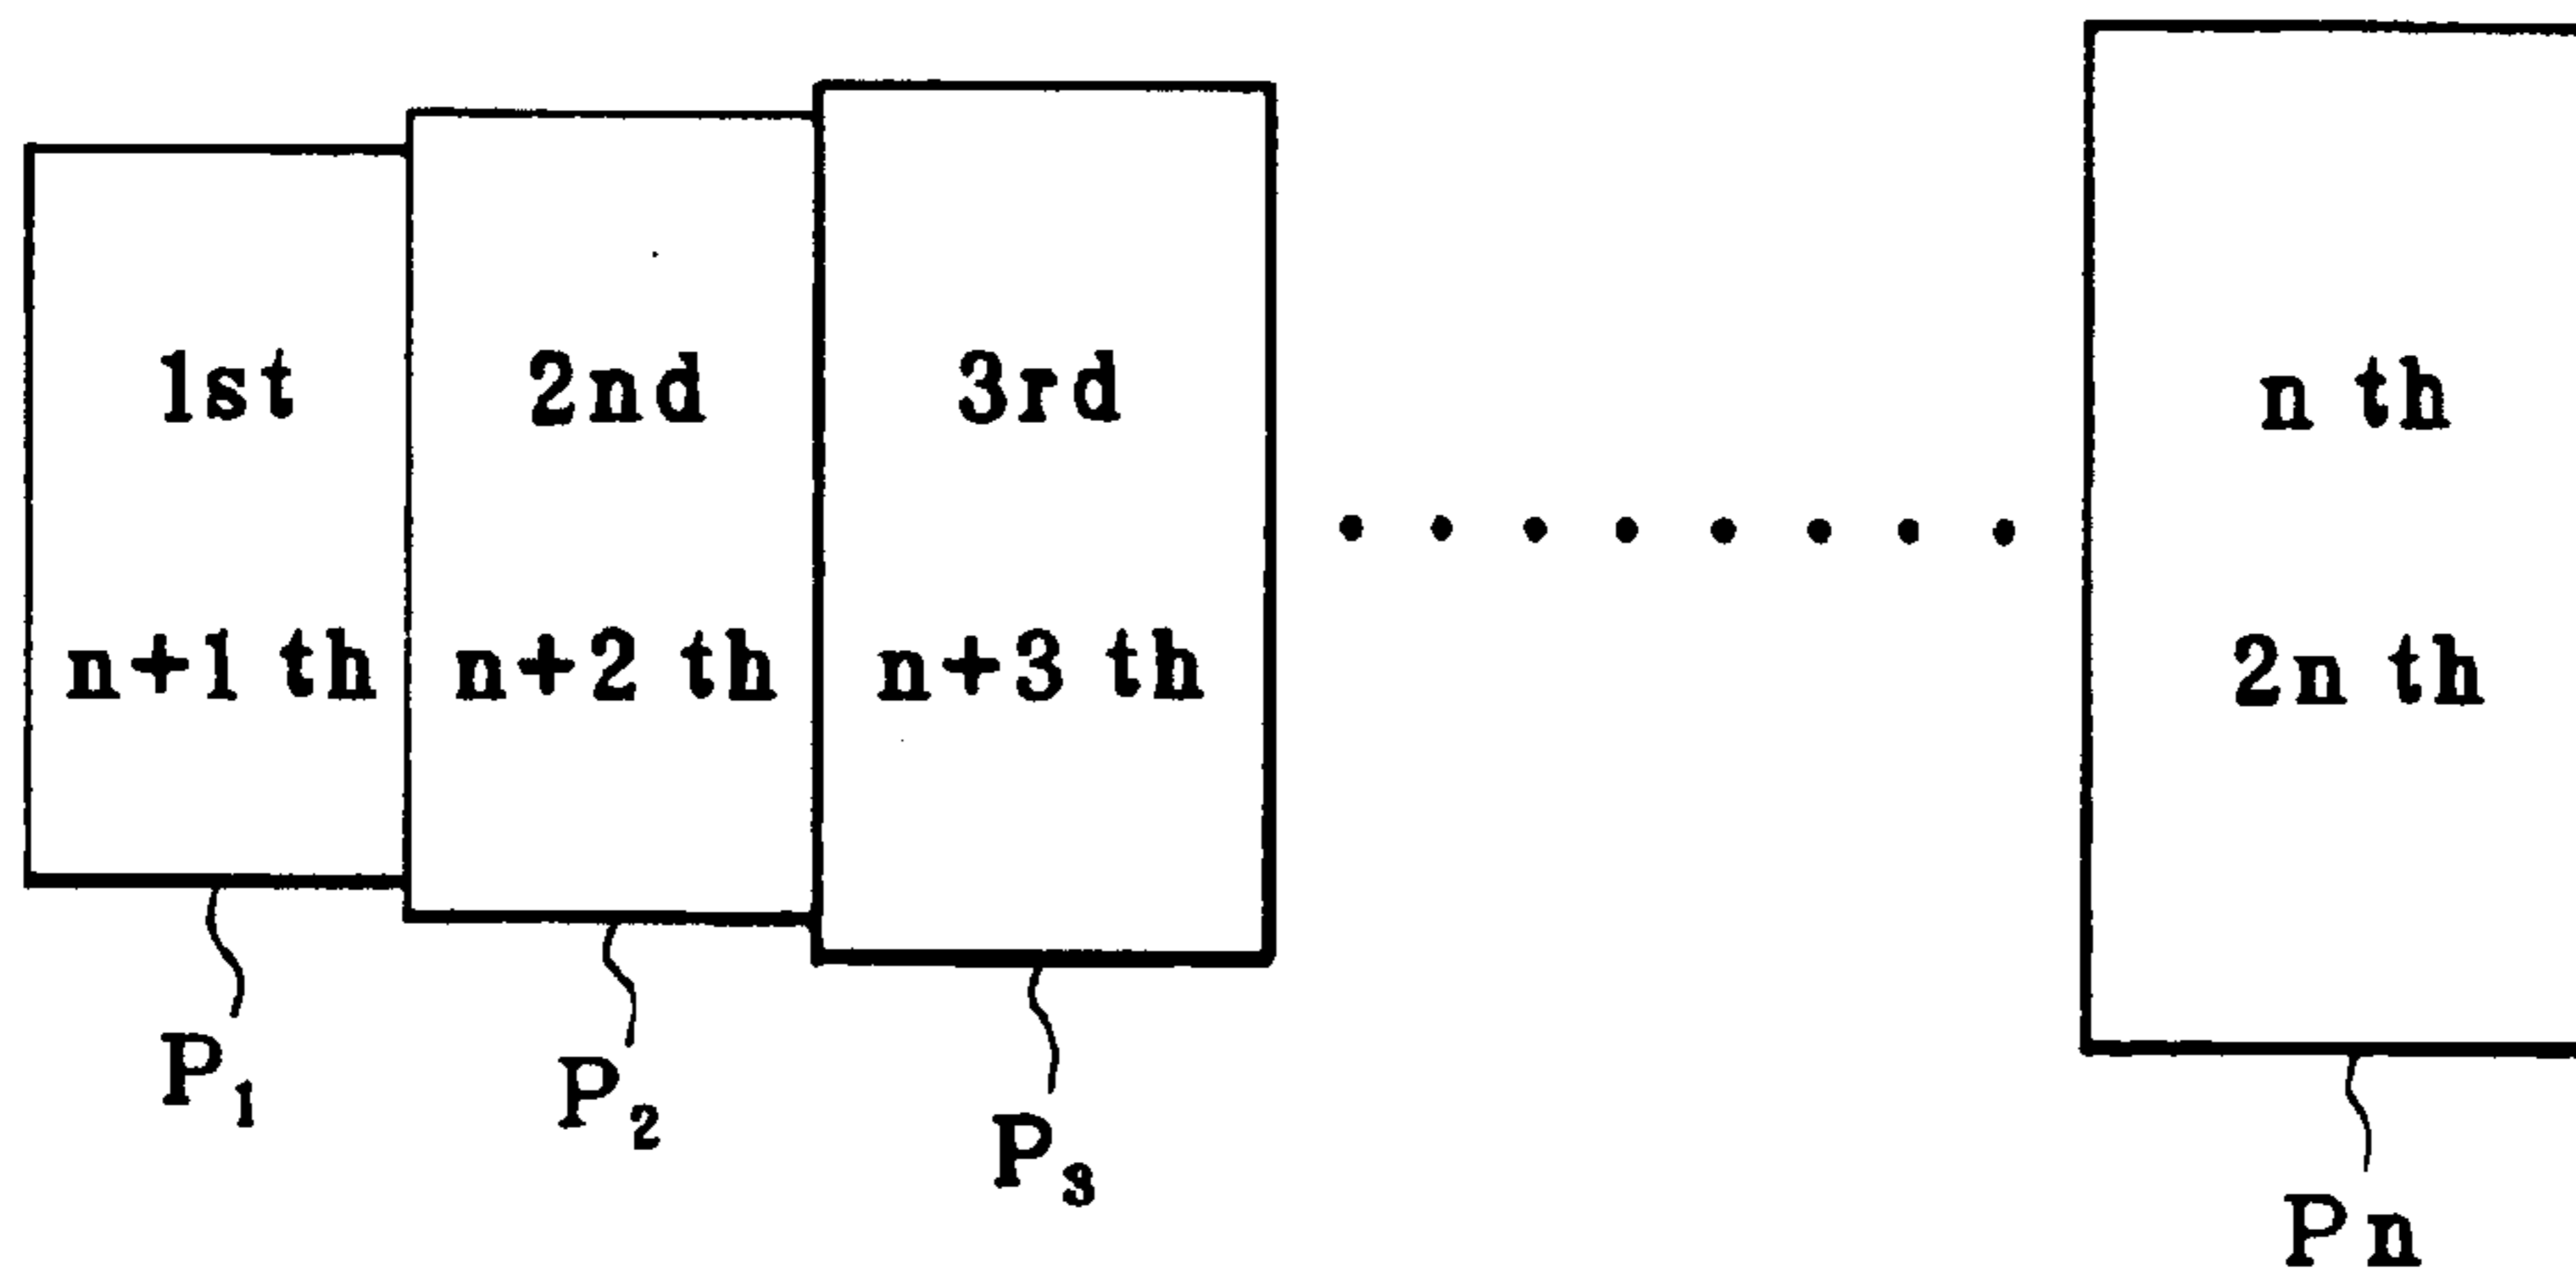 1st 2nd 3rd n th
n+1 th n+2 th n+3 th 2n th
P₁ P₂ P₃ Pn